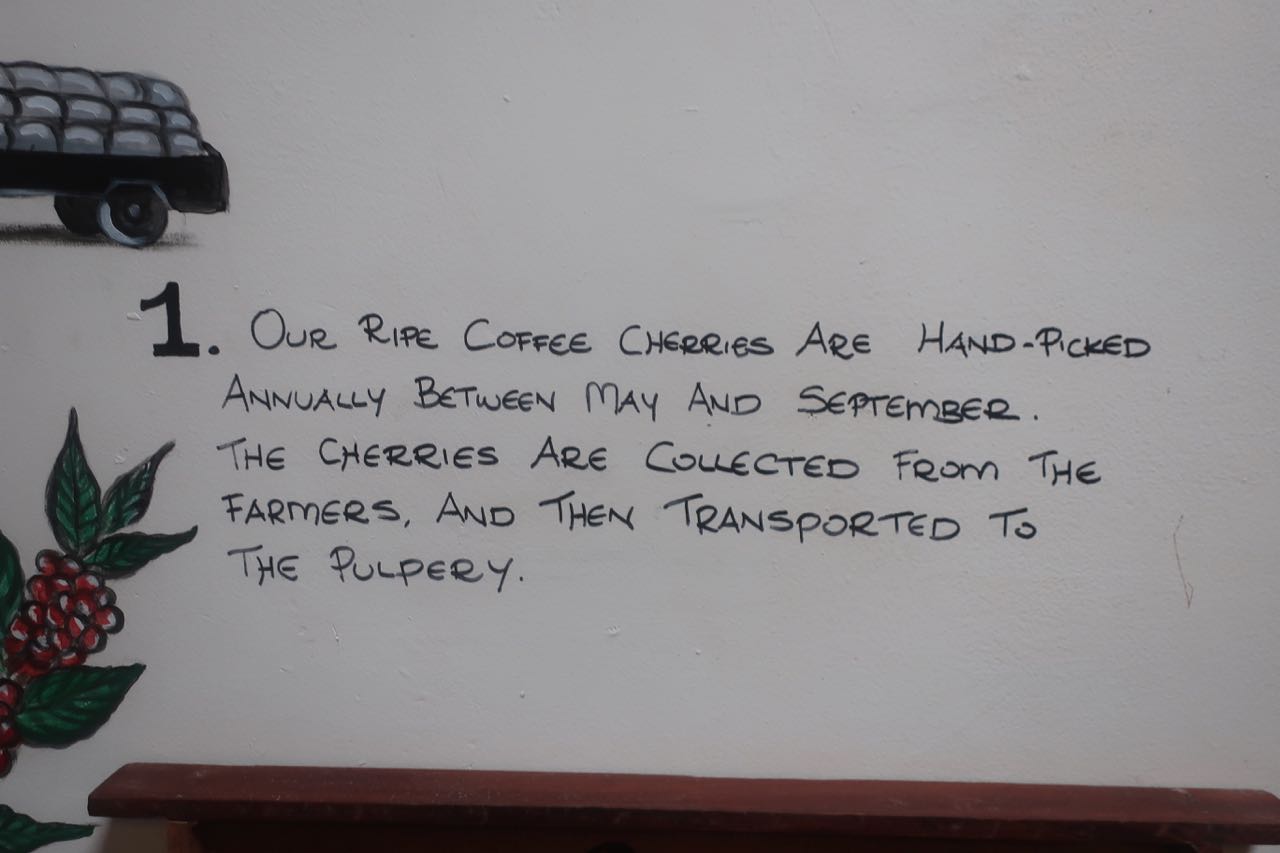 1. Our Ripe Coffee Cherries Are Hand-Picked
Annually Between May And September.
The Cherries Are Collected From The
Farmers, And Then Transported To
The Pulpery.